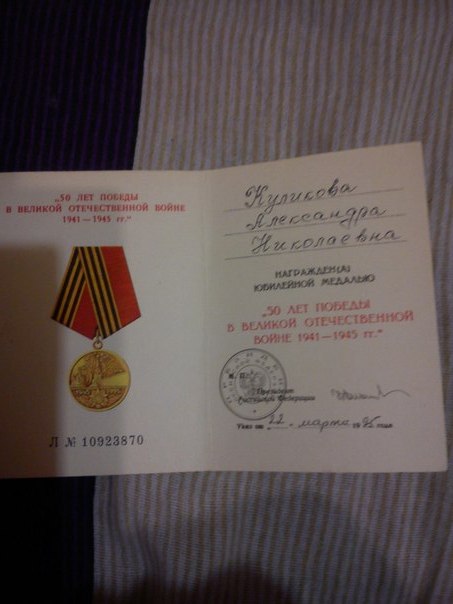 „50 ЛЕТ ПОБЕДЫ
В ВЕЛИКОЙ ОТЕЧЕСТВЕННОЙ ВОЙНЕ
1941—1945 гг."
Л № 10923870
Куликова
Александра
Николаевна
НАГРАЖДЕН(А)
ЮБИЛЕЙНОЙ МЕДАЛЬЮ
„50 ЛЕТ ПОБЕДЫ
В ВЕЛИКОЙ ОТЕЧЕСТВЕННОЙ
ВОЙНЕ 1941—1945 гг."
М. П.
Президент
Российской Федерации
Указ от 22 марта 1995 года